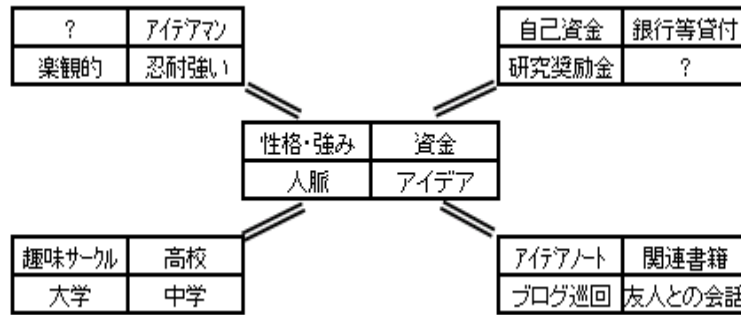 ? アイデアマン
楽観的 忍耐強い
自己資金 銀行等貸付
研究奨励金 ?
性格・強み 資金
人脈 アイデア
趣味サークル 高校
大学 中学
アイデアノート 関連書籍
ブログ巡回 友人との会話